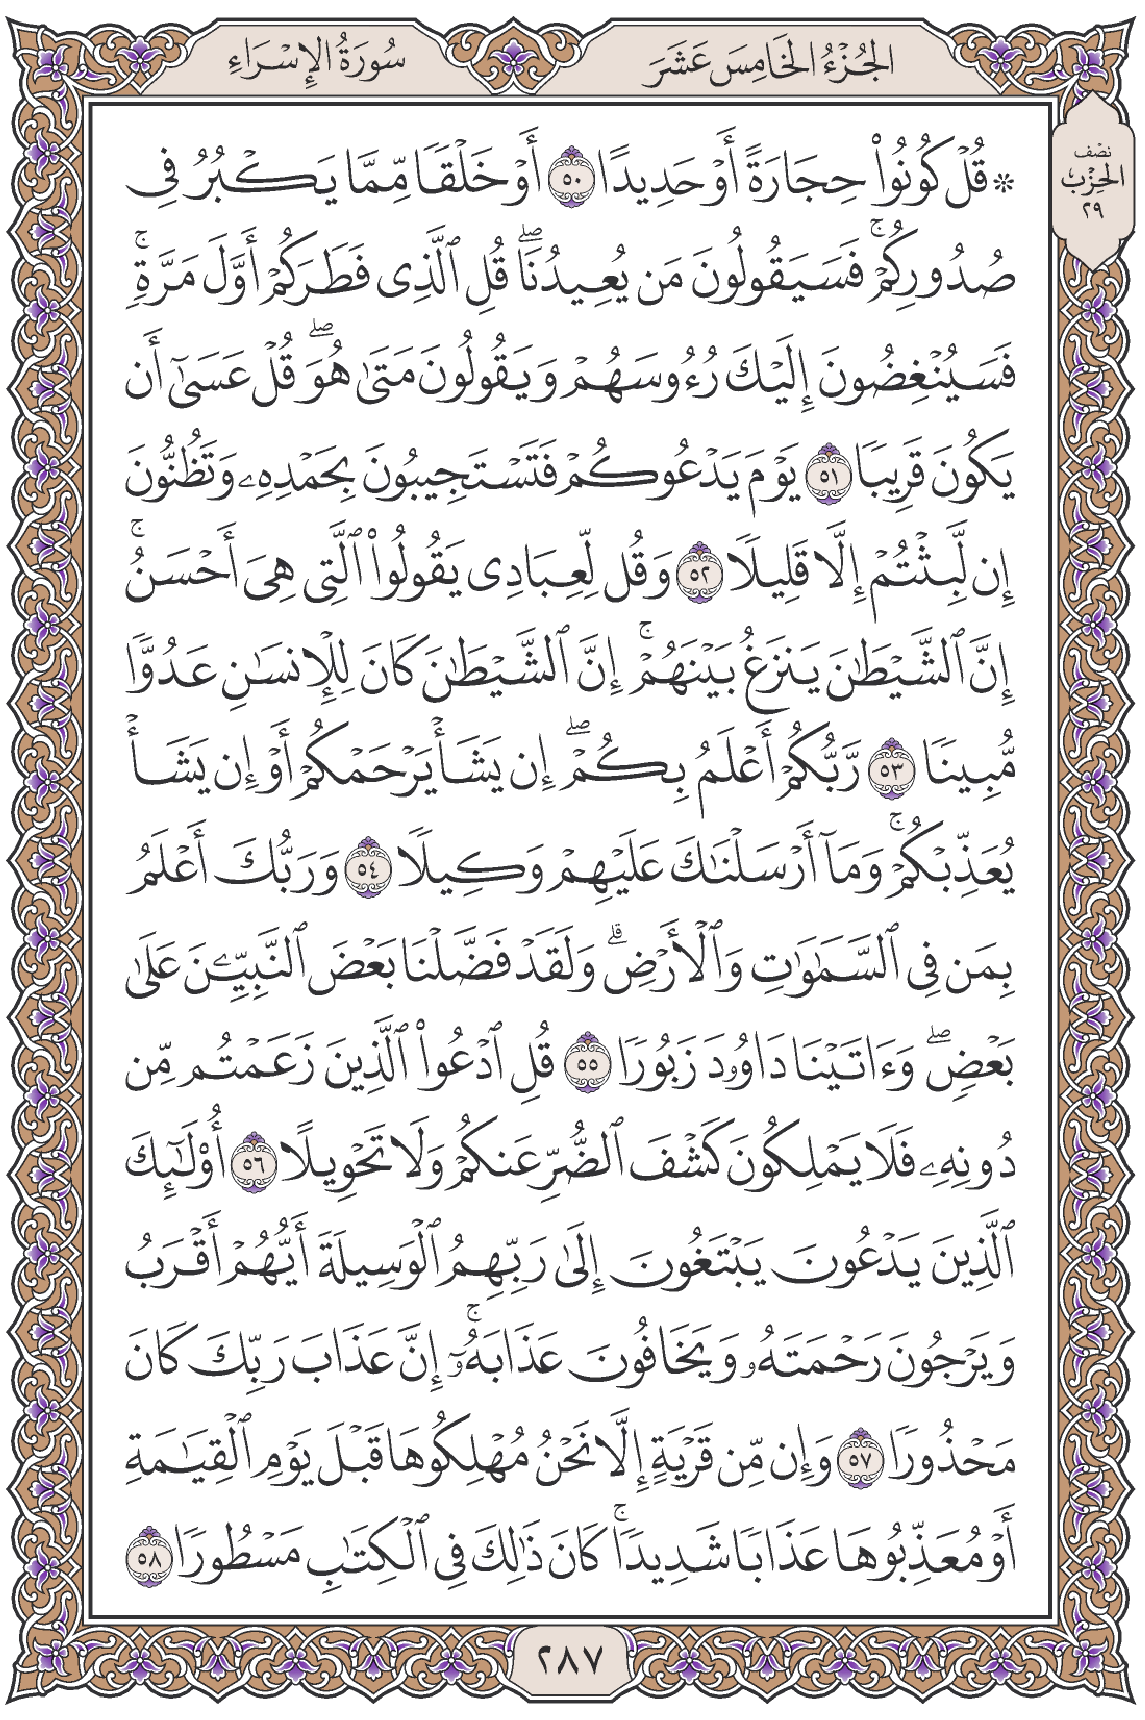 سُورَةُ الإِسْرَاءِ
الجُزْءُ الخَامِسَ عَشَرَ
نصْف
الحِزْب
٢٩
۞ قُلْ كُونُوا۟ حِجَارَةً أَوْ حَدِيدًا ٥٠ أَوْ خَلْقًا مِّمَّا يَكْبُرُ فِى
صُدُورِكُمْ ۚ فَسَيَقُولُونَ مَن يُعِيدُنَا ۖ قُلِ ٱلَّذِى فَطَرَكُمْ أَوَّلَ مَرَّةٍ ۚ
فَسَيُنْغِضُونَ إِلَيْكَ رُءُوسَهُمْ وَيَقُولُونَ مَتَىٰ هُوَ ۖ قُلْ عَسَىٰٓ أَن
يَكُونَ قَرِيبًا ٥١ يَوْمَ يَدْعُوكُمْ فَتَسْتَجِيبُونَ بِحَمْدِهِۦ وَتَظُنُّونَ
إِن لَّبِثْتُمْ إِلَّا قَلِيلًا ٥٢ وَقُل لِّعِبَادِى يَقُولُوا۟ ٱلَّتِى هِىَ أَحْسَنُ ۚ
إِنَّ ٱلشَّيْطَـٰنَ يَنزَغُ بَيْنَهُمْ ۚ إِنَّ ٱلشَّيْطَـٰنَ كَانَ لِلْإِنسَـٰنِ عَدُوًّا
مُّبِينًا ٥٣ رَّبُّكُمْ أَعْلَمُ بِكُمْ ۖ إِن يَشَأْ يَرْحَمْكُمْ أَوْ إِن يَشَأْ
يُعَذِّبْكُمْ ۚ وَمَآ أَرْسَلْنَـٰكَ عَلَيْهِمْ وَكِيلًا ٥٤ وَرَبُّكَ أَعْلَمُ
بِمَن فِى ٱلسَّمَـٰوَٰتِ وَٱلْأَرْضِ ۗ وَلَقَدْ فَضَّلْنَا بَعْضَ ٱلنَّبِيِّـۧنَ عَلَىٰ
بَعْضٍ ۖ وَءَاتَيْنَا دَاوُۥدَ زَبُورًا ٥٥ قُلِ ٱدْعُوا۟ ٱلَّذِينَ زَعَمْتُم مِّن
دُونِهِۦ فَلَا يَمْلِكُونَ كَشْفَ ٱلضُّرِّ عَنكُمْ وَلَا تَحْوِيلًا ٥٦ أُو۟لَـٰٓئِكَ
ٱلَّذِينَ يَدْعُونَ يَبْتَغُونَ إِلَىٰ رَبِّهِمُ ٱلْوَسِيلَةَ أَيُّهُمْ أَقْرَبُ
وَيَرْجُونَ رَحْمَتَهُۥ وَيَخَافُونَ عَذَابَهُۥٓ ۚ إِنَّ عَذَابَ رَبِّكَ كَانَ
مَحْذُورًا ٥٧ وَإِن مِّن قَرْيَةٍ إِلَّا نَحْنُ مُهْلِكُوهَا قَبْلَ يَوْمِ ٱلْقِيَـٰمَةِ
أَوْ مُعَذِّبُوهَا عَذَابًا شَدِيدًا ۚ كَانَ ذَٰلِكَ فِى ٱلْكِتَـٰبِ مَسْطُورًا ٥٨
٢٨٧